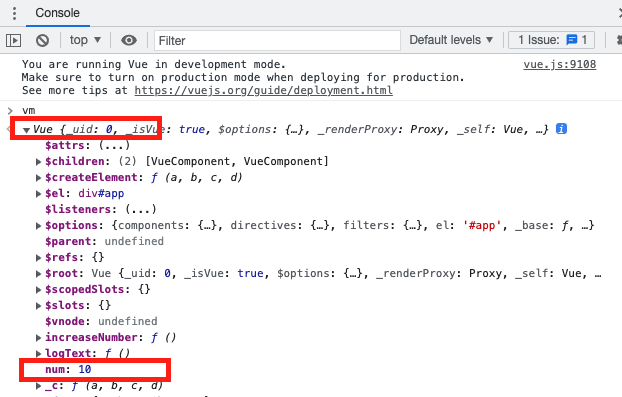 Console
top ▼ Filter Default levels ▼ 1 Issue: 1
You are running Vue in development mode. vue.js:9108
Make sure to turn on production mode when deploying for production.
See more tips at https://vuejs.org/guide/deployment.html
> vm
▼Vue {_uid: 0, _isVue: true, $options: {…}, _renderProxy: Proxy, _self: Vue, …} i
$attrs: (...)
▶$children: (2) [VueComponent, VueComponent]
▶$createElement: ƒ (a, b, c, d)
▶$el: div#app
$listeners: (...)
▶$options: {components: {…}, directives: {…}, filters: {…}, el: '#app', _base: ƒ, …}
$parent: undefined
▶$refs: {}
▶$root: Vue {_uid: 0, _isVue: true, $options: {…}, _renderProxy: Proxy, _self: Vue, …
▶$scopedSlots: {}
▶$slots: {}
$vnode: undefined
▶increaseNumber: ƒ ()
▶logText: ƒ ()
num: 10
▶_c: ƒ (a, b, c, d)